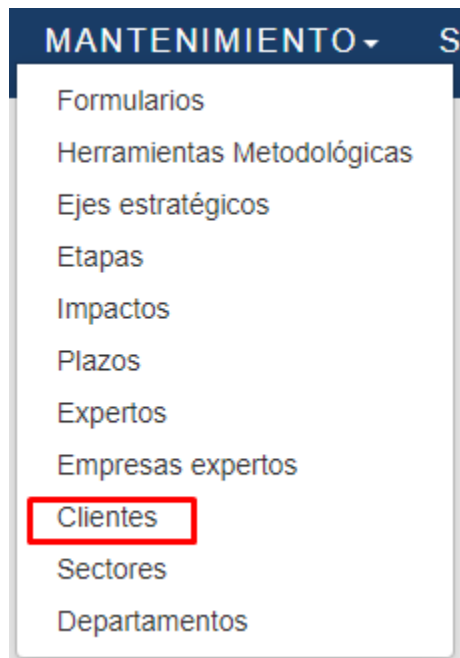 MANTENIMIENTO S
Formularios
Herramientas Metodológicas
Ejes estratégicos
Etapas
Impactos
Plazos
Expertos
Empresas expertos
Clientes
Sectores
Departamentos